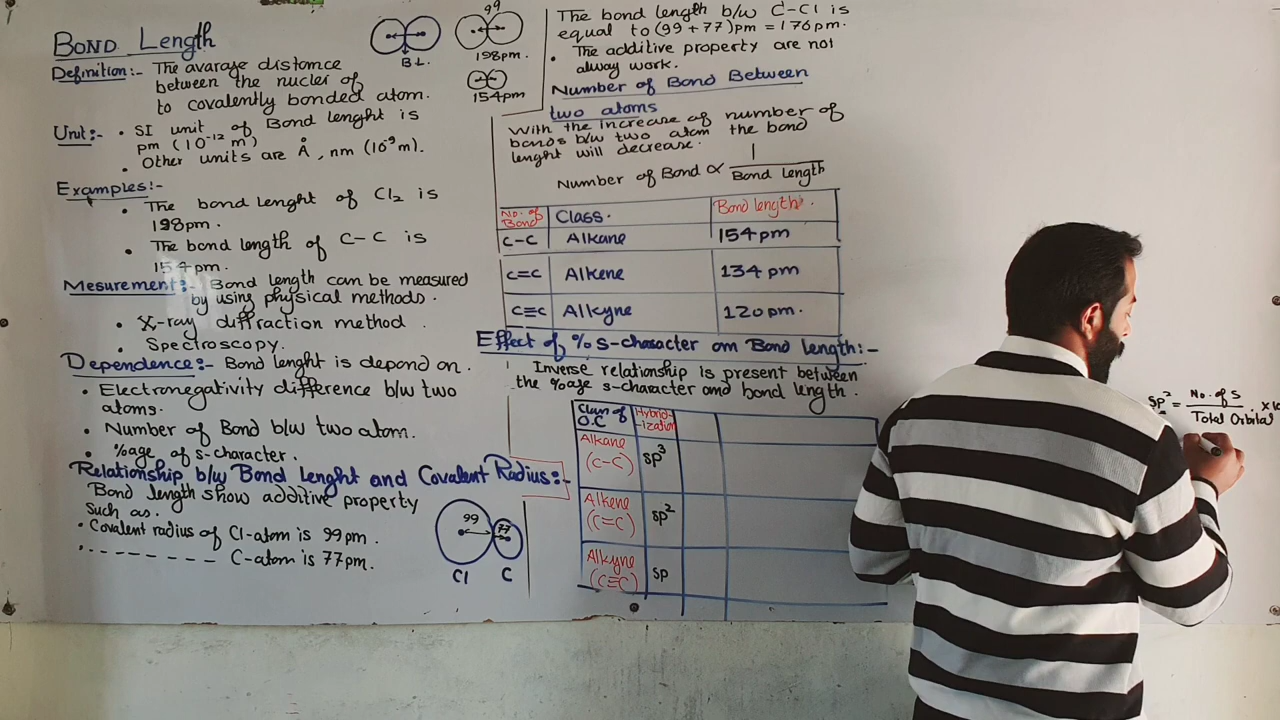 BOND Length
Definition:- The avarage distance
between the nuclei of
to covalently bonded atom.
B⊥.
99
198pm.
154pm
Unit:- • SI unit of Bond lenght is
pm (10⁻¹² m)
• Other units are Å, nm (10⁻⁹m).
Examples:-
• The bond lenght of Cl₂ is
198pm.
• The bond length of C-C is
154pm.
Mesurement:- Bond length can be measured
by using physical methods.
• X-ray diffraction method.
• Spectroscopy.
Dependence:- Bond lenght is depend on.
• Electronegativity difference b/w two
atoms.
• Number of Bond b/w two atom.
• %age of s-character.
Relationship b/w Bond Lenght and Covalent Radius:-
Bond length show additive property
such as.
• Covalent radius of Cl-atom is 99pm.
• - - - - - - - - C-atom is 77pm.
99 77
Cl C
The bond length b/w C-Cl is
equal to (99+77)pm = 176pm.
• The additive property are not
alway work.
Number of Bond Between
two atoms
With the increase of number of
bonds b/w two atom the bond
lenght will decrease.
Number of Bond ∝ 1/Bond length
No. of Bond Class. Bond length.
C-C Alkane 154pm
C=C Alkene 134 pm
C≡C Alkyne 120pm.
Effect of % s-character om Bond length:-
Inverse relationship is present between
the %age s-character and bond length.
Class of O.C Hybrid-ization
Alkane (C-C) sp³
Alkene (C=C) sp²
Alkyne (C≡C) sp
sp² = No. of s / Total Orbital ×10